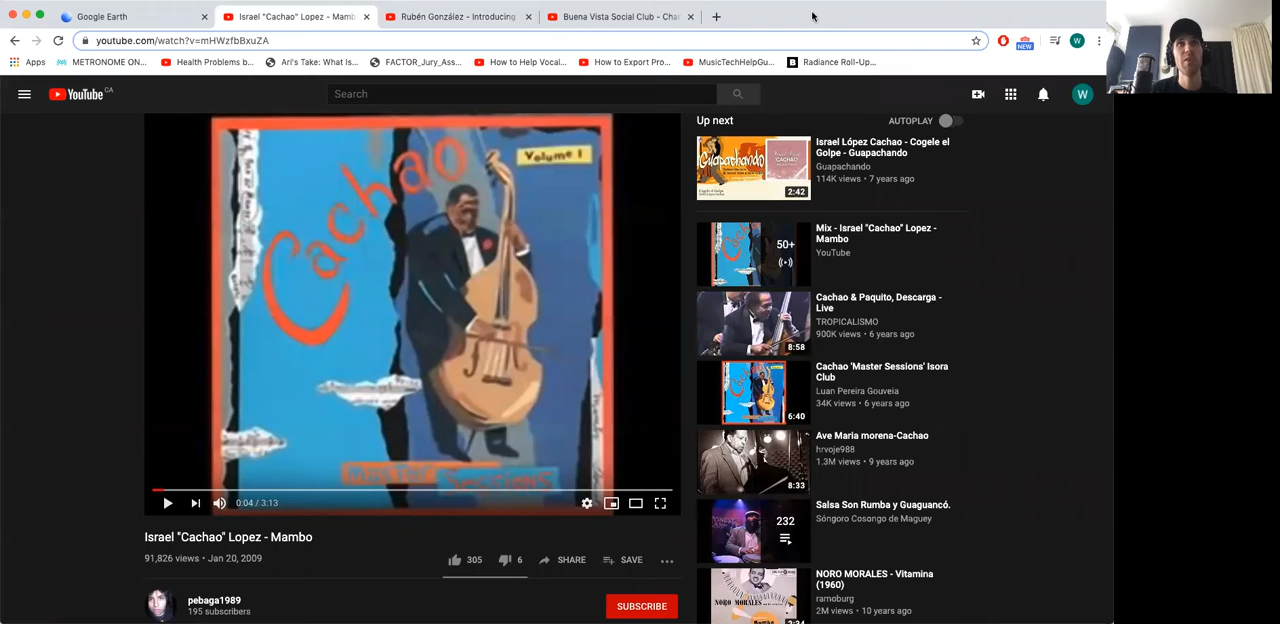 Google Earth
Israel "Cachao" Lopez - Mamb
Rubén González - Introducing
Buena Vista Social Club - Chan
youtube.com/watch?v=mHWzfbBxuZA
NEW
W
Apps
METRONOME ON...
Health Problems b...
Ari's Take: What Is...
FACTOR_Jury_Ass...
How to Help Vocal...
How to Export Pro...
MusicTechHelpGu...
Radiance Roll-Up...
YouTube CA
Search
W
Cachao
Volume I
Master
Sessions
0:04 / 3:13
Israel "Cachao" Lopez - Mambo
91,826 views • Jan 20, 2009
305
6
SHARE
SAVE
pebaga1989
195 subscribers
SUBSCRIBE
Up next
AUTOPLAY
Guapachando
2:42
Israel López Cachao - Cogele el
Golpe - Guapachando
Guapachando
114K views • 7 years ago
50+
Mix - Israel "Cachao" Lopez -
Mambo
YouTube
8:58
Cachao & Paquito, Descarga -
Live
TROPICALISMO
900K views • 6 years ago
6:40
Cachao 'Master Sessions' Isora
Club
Luan Pereira Gouveia
34K views • 6 years ago
8:33
Ave Maria morena-Cachao
hrvoje988
1.3M views • 9 years ago
232
Salsa Son Rumba y Guaguancó.
Sóngoro Cosongo de Maguey
NORO MORALES - Vitamina
(1960)
ramoburg
2M views • 10 years ago